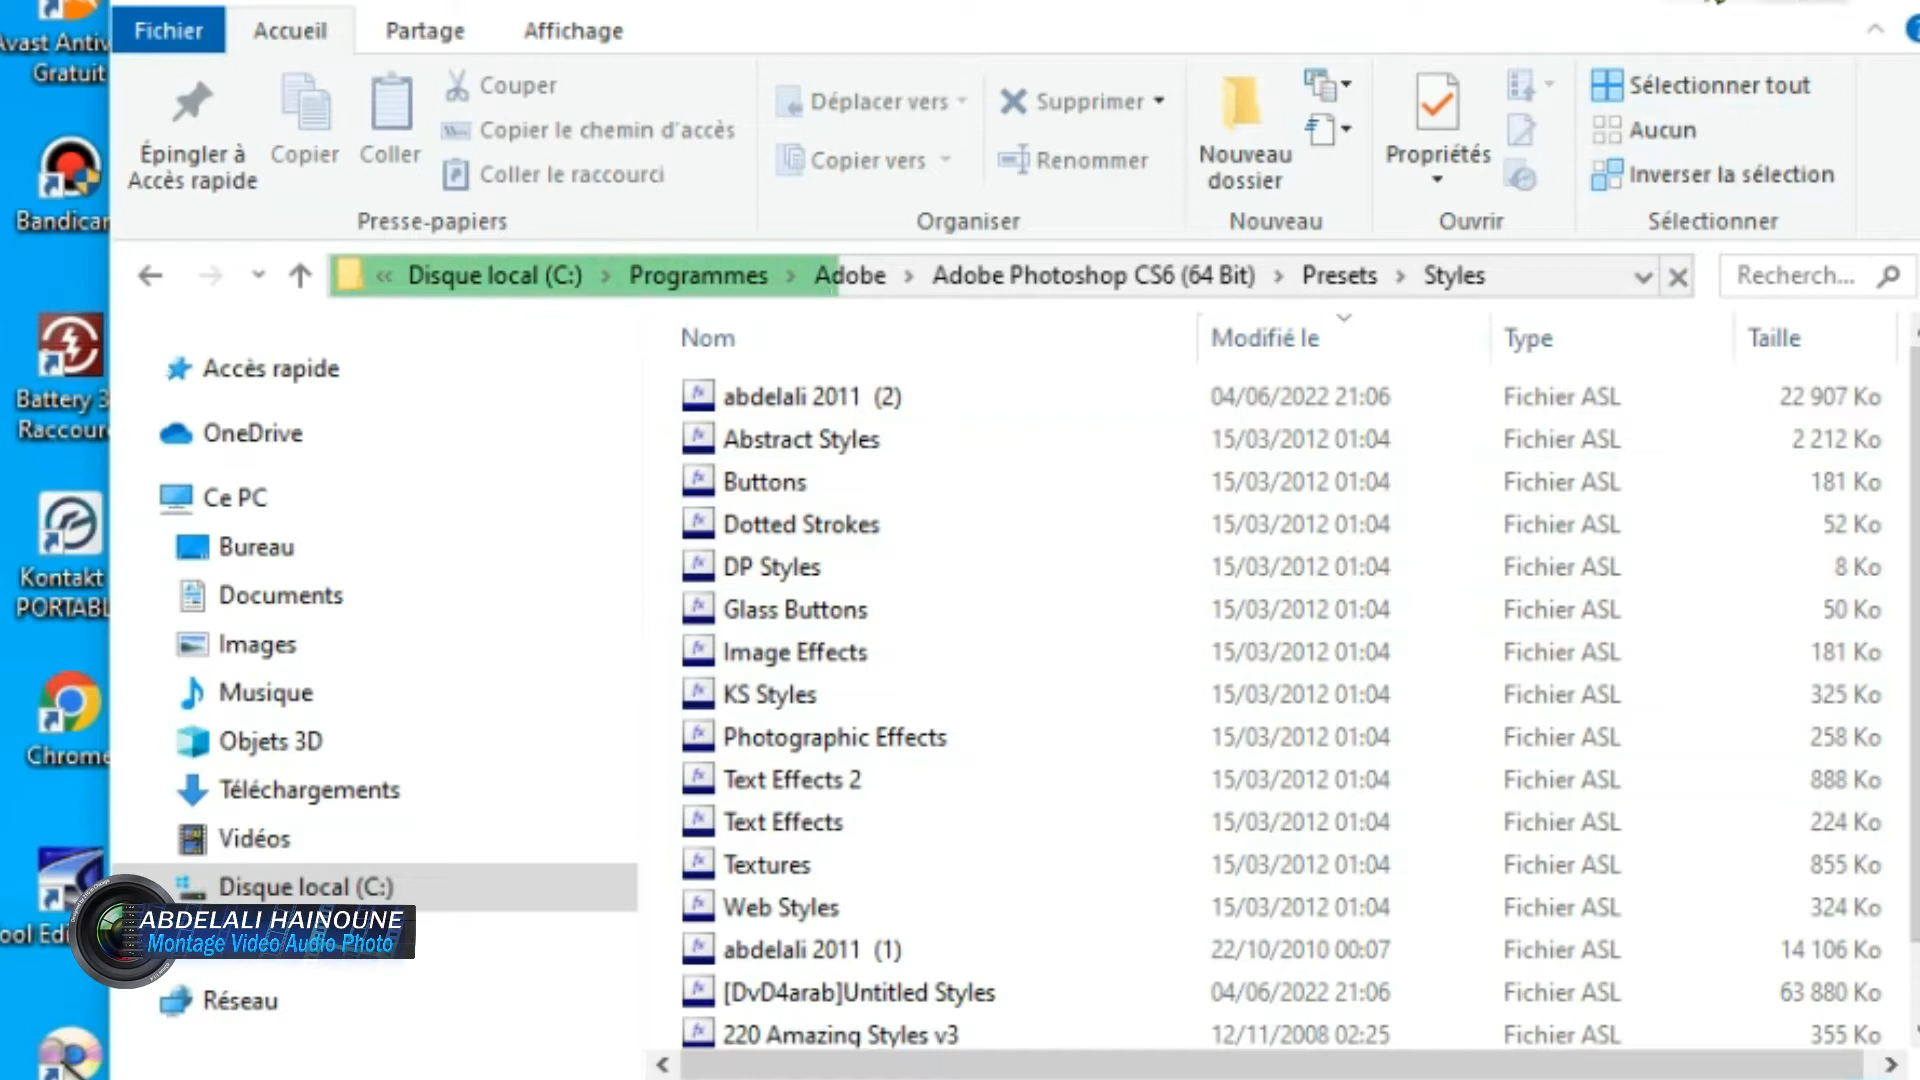 Avast Antiv
Gratuit
Bandicam
Battery 3
Raccour
Kontakt
PORTABL
Chrome
ool Edi
Fichier
Accueil
Partage
Affichage
Épingler à
Accès rapide
Copier
Coller
Couper
Copier le chemin d'accès
Coller le raccourci
Presse-papiers
Déplacer vers
Copier vers
Supprimer
Renommer
Organiser
Nouveau
dossier
Nouveau
Propriétés
Ouvrir
Sélectionner tout
Aucun
Inverser la sélection
Sélectionner
« Disque local (C:) > Programmes > Adobe > Adobe Photoshop CS6 (64 Bit) > Presets > Styles
Recherch...
Accès rapide
OneDrive
Ce PC
Bureau
Documents
Images
Musique
Objets 3D
Téléchargements
Vidéos
Disque local (C:)
Réseau
Nom Modifié le Type Taille
abdelali 2011 (2) 04/06/2022 21:06 Fichier ASL 22 907 Ko
Abstract Styles 15/03/2012 01:04 Fichier ASL 2 212 Ko
Buttons 15/03/2012 01:04 Fichier ASL 181 Ko
Dotted Strokes 15/03/2012 01:04 Fichier ASL 52 Ko
DP Styles 15/03/2012 01:04 Fichier ASL 8 Ko
Glass Buttons 15/03/2012 01:04 Fichier ASL 50 Ko
Image Effects 15/03/2012 01:04 Fichier ASL 181 Ko
KS Styles 15/03/2012 01:04 Fichier ASL 325 Ko
Photographic Effects 15/03/2012 01:04 Fichier ASL 258 Ko
Text Effects 2 15/03/2012 01:04 Fichier ASL 888 Ko
Text Effects 15/03/2012 01:04 Fichier ASL 224 Ko
Textures 15/03/2012 01:04 Fichier ASL 855 Ko
Web Styles 15/03/2012 01:04 Fichier ASL 324 Ko
abdelali 2011 (1) 22/10/2010 00:07 Fichier ASL 14 106 Ko
[DvD4arab]Untitled Styles 04/06/2022 21:06 Fichier ASL 63 880 Ko
220 Amazing Styles v3 12/11/2008 02:25 Fichier ASL 355 Ko
ABDELALI HAINOUNE
Montage Video Audio Photo